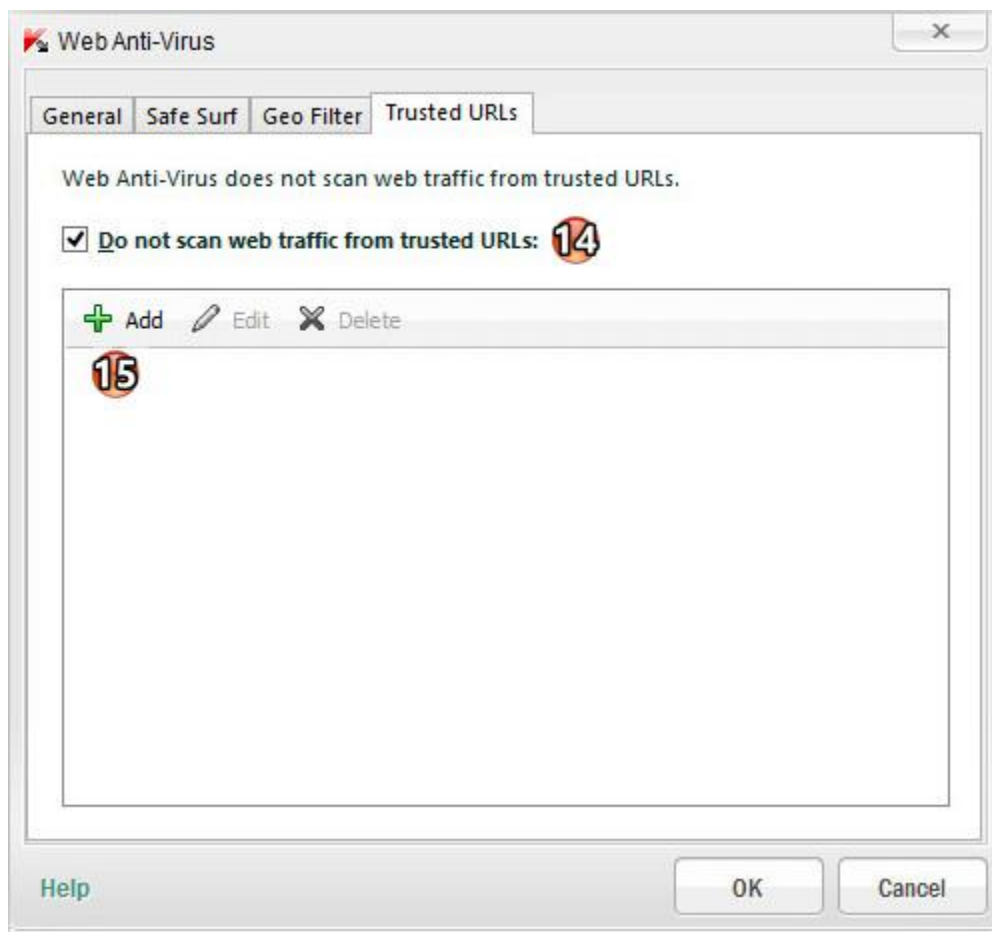 Web Anti-Virus
General Safe Surf Geo Filter Trusted URLs
Web Anti-Virus does not scan web traffic from trusted URLs.
Do not scan web traffic from trusted URLs: 14
Add Edit Delete
15
Help OK Cancel